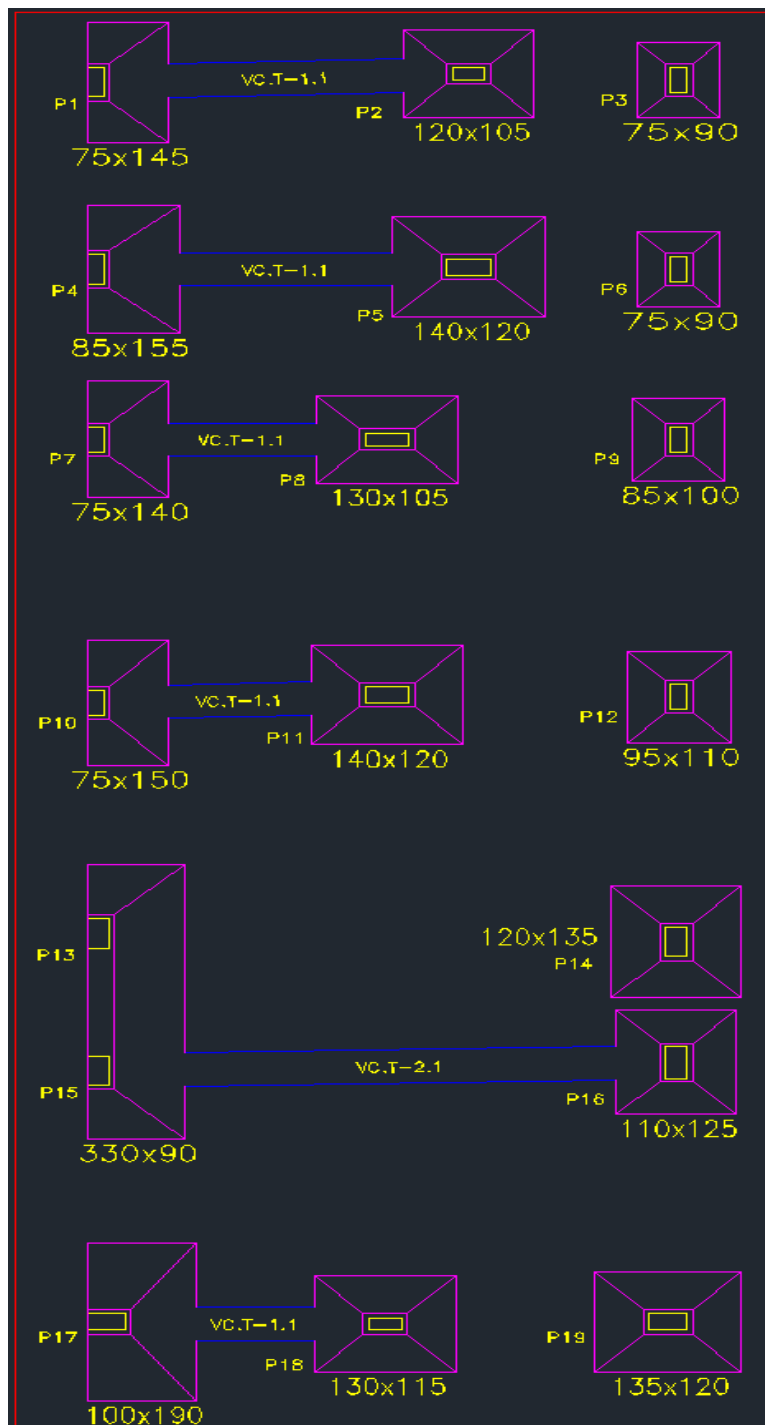 P1
VC.T-1.1
P2
P3
75x145
120x105
75x90
P4
VC.T-1.1
P5
P6
85x155
140x120
75x90
P7
VC.T-1.1
P8
P9
75x140
130x105
85x100
P10
VC.T-1.1
P11
P12
75x150
140x120
95x110
P13
120x135
P14
P15
VC.T-2.1
P16
330x90
110x125
P17
VC.T-1.1
P18
P19
100x190
130x115
135x120